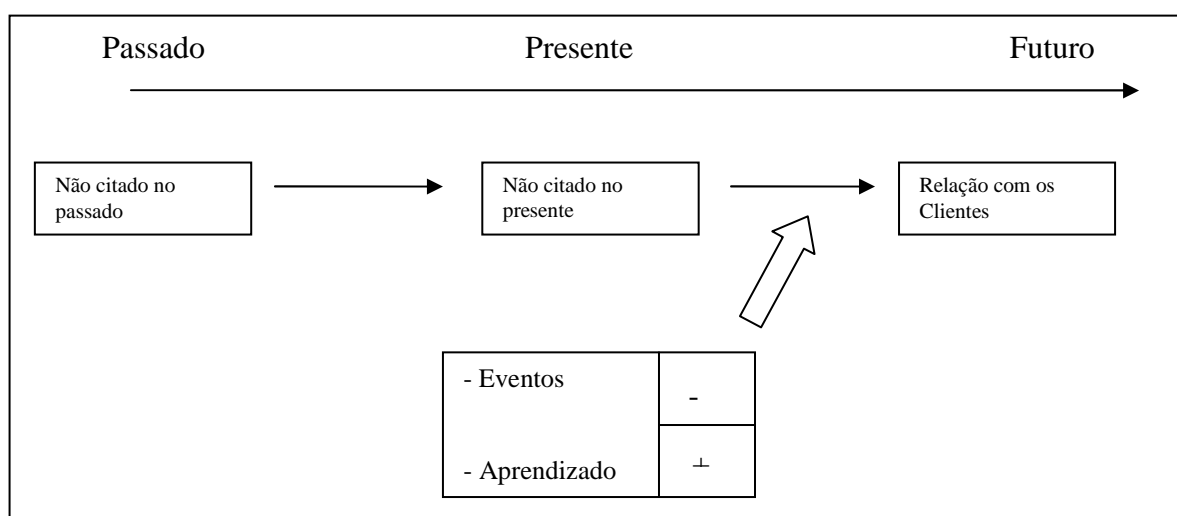 Passado Presente Futuro
Não citado no
passado
Não citado no
presente
Relação com os
Clientes
- Eventos
-
- Aprendizado
+